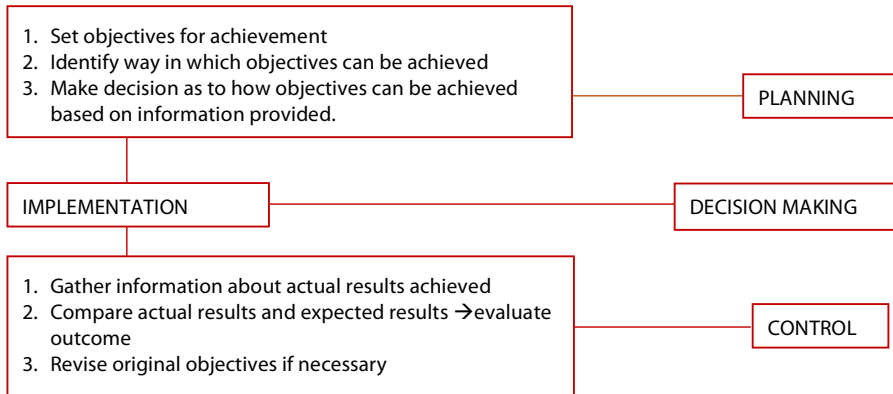 1. Set objectives for achievement
2. Identify way in which objectives can be achieved
3. Make decision as to how objectives can be achieved
based on information provided.
PLANNING
IMPLEMENTATION
DECISION MAKING
1. Gather information about actual results achieved
2. Compare actual results and expected results →evaluate
outcome
3. Revise original objectives if necessary
CONTROL